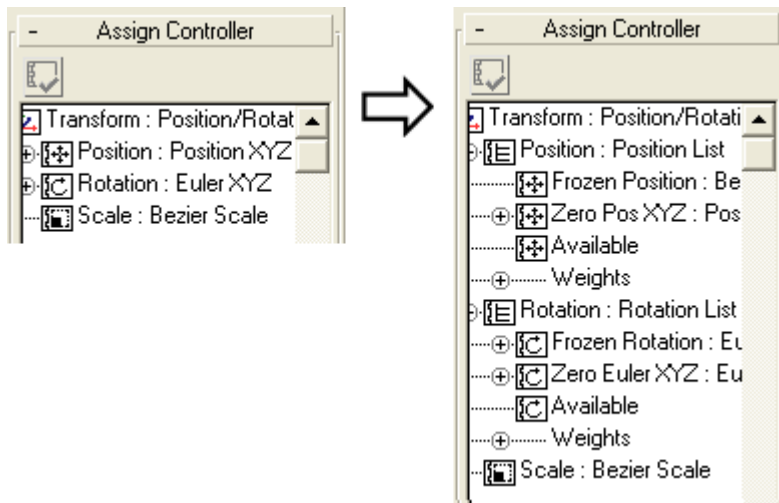 - Assign Controller
Transform : Position/Rotat
Position : Position XYZ
Rotation : Euler XYZ
Scale : Bezier Scale
- Assign Controller
Transform : Position/Rotati
Position : Position List
Frozen Position : Be
Zero Pos XYZ : Pos
Available
Weights
Rotation : Rotation List
Frozen Rotation : Eu
Zero Euler XYZ : Eu
Available
Weights
Scale : Bezier Scale